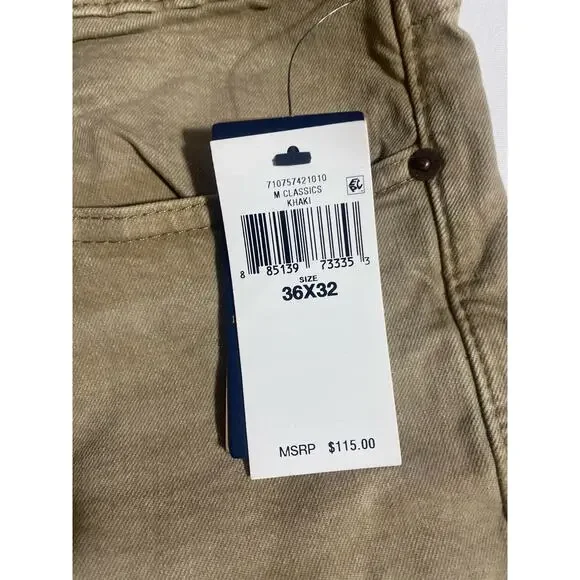 710757421010
M CLASSICS
KHAKI
8 85139 73335 3
SIZE
36X32
MSRP $115.00